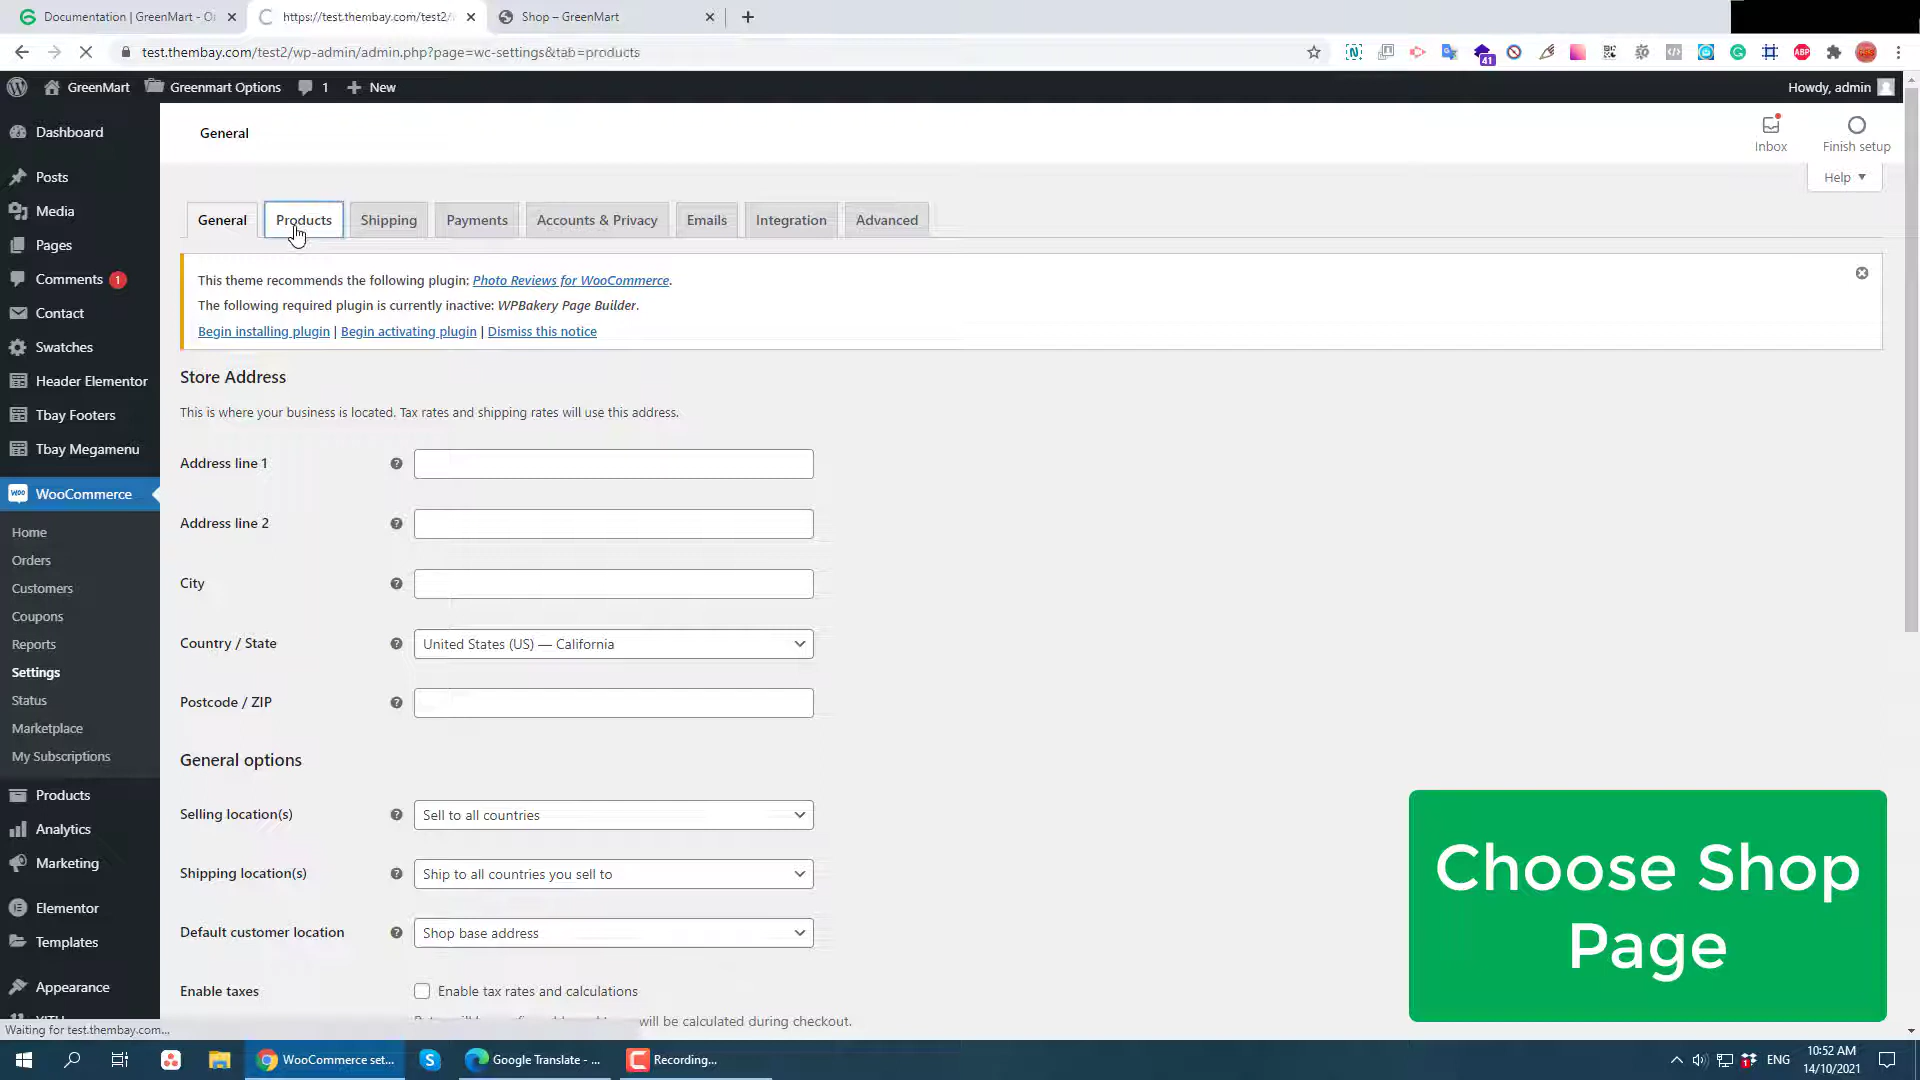 Documentation | GreenMart - O
https://test.thembay.com/test2/
Shop – GreenMart
test.thembay.com/test2/wp-admin/admin.php?page=wc-settings&tab=products
41
ABP
GreenMart
Greenmart Options
1
New
Howdy, admin
Dashboard
Posts
Media
Pages
Comments 1
Contact
Swatches
Header Elementor
Tbay Footers
Tbay Megamenu
WooCommerce
Home
Orders
Customers
Coupons
Reports
Settings
Status
Marketplace
My Subscriptions
Products
Analytics
Marketing
Elementor
Templates
Appearance
General
Inbox
Finish setup
Help
General
Products
Shipping
Payments
Accounts & Privacy
Emails
Integration
Advanced
This theme recommends the following plugin: Photo Reviews for WooCommerce.
The following required plugin is currently inactive: WPBakery Page Builder.
Begin installing plugin | Begin activating plugin | Dismiss this notice
Store Address
This is where your business is located. Tax rates and shipping rates will use this address.
Address line 1
Address line 2
City
Country / State
United States (US) — California
Postcode / ZIP
General options
Selling location(s)
Sell to all countries
Shipping location(s)
Ship to all countries you sell to
Default customer location
Shop base address
Enable taxes
Enable tax rates and calculations
will be calculated during checkout.
Choose Shop
Page
Waiting for test.thembay.com...
WooCommerce set...
Google Translate - ...
Recording...
ENG
10:52 AM
14/10/2021